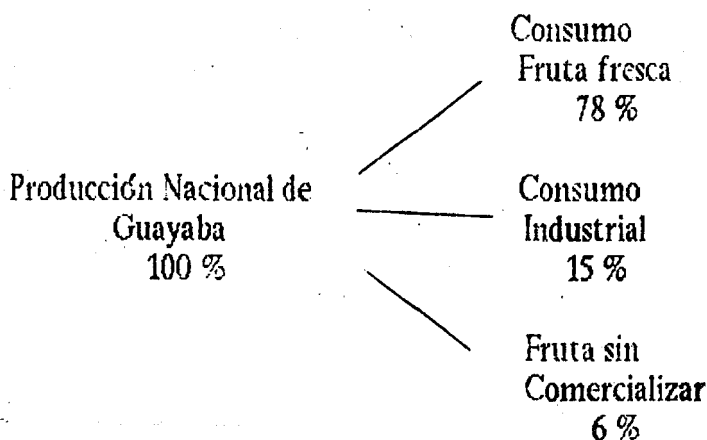 Consumo
Fruta fresca
78 %
Producción Nacional de
Guayaba
100 %
Consumo
Industrial
15 %
Fruta sin
Comercializar
6 %